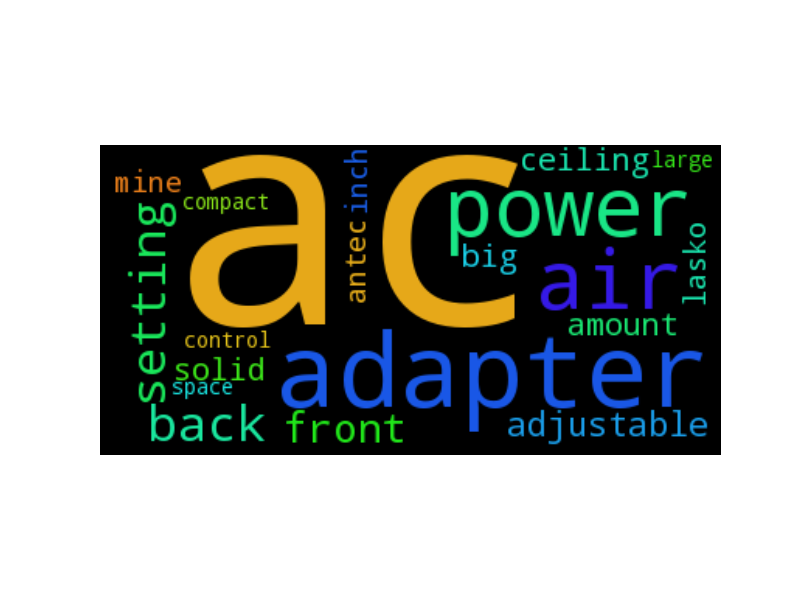 ac
ceiling
large
mine
inch
compact
power
setting
antec
big
air
lasko
amount
control
adapter
solid
space
back
front
adjustable